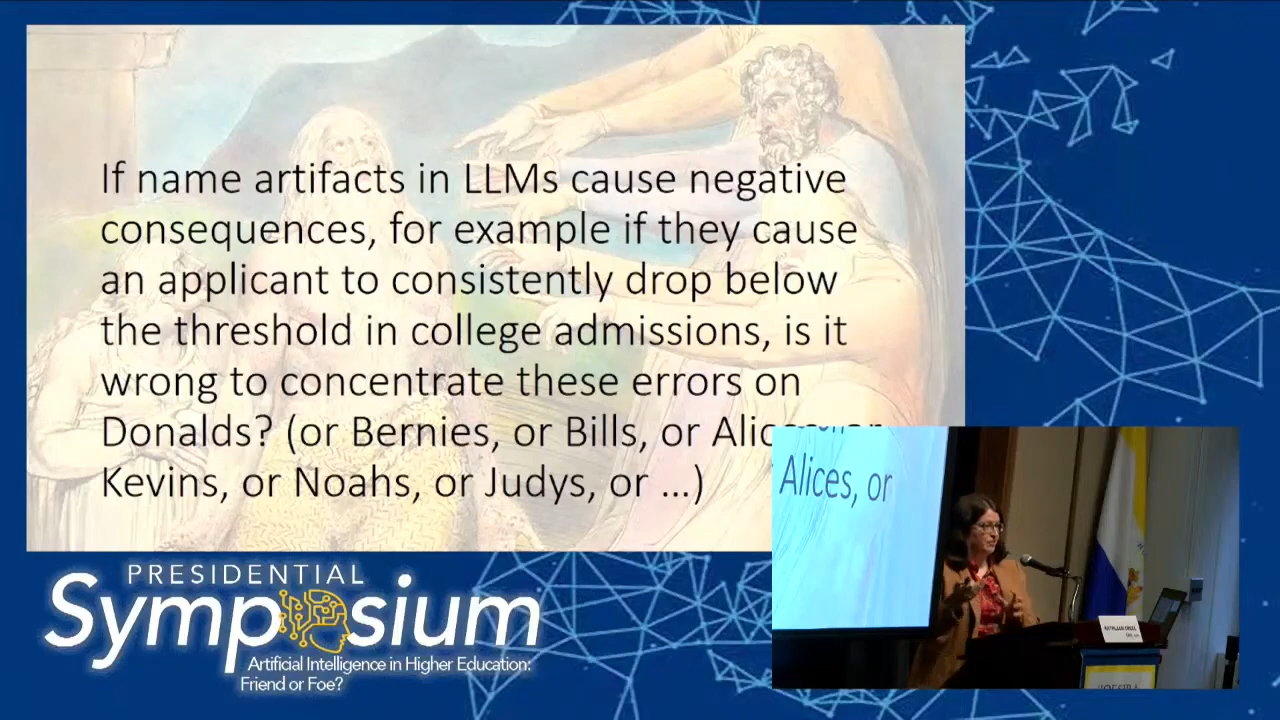 If name artifacts in LLMs cause negative
consequences, for example if they cause
an applicant to consistently drop below
the threshold in college admissions, is it
wrong to concentrate these errors on
Donalds? (or Bernies, or Bills, or Alices, or
Kevins, or Noahs, or Judys, or ...)
Alices, or
PRESIDENTIAL
Symposium
Artificial Intelligence in Higher Education:
Friend or Foe?
KATHLEEN CREEL
HOFSTRA